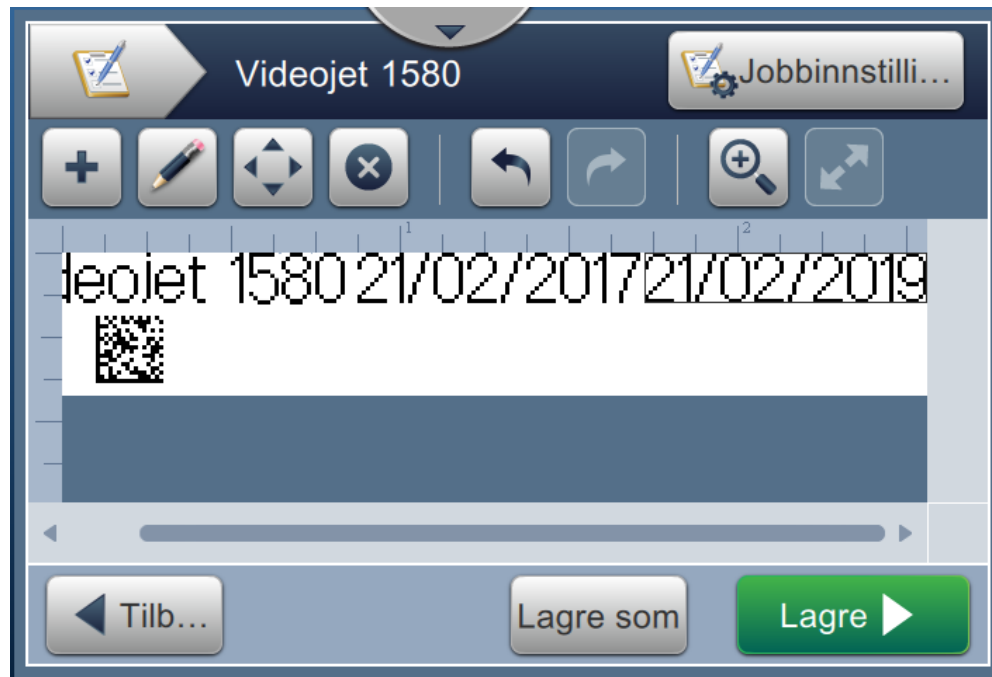 Videojet 1580
Jobbinnstilli...
1 2
deojet 1580 21/02/2017 21/02/2019
Tilb...
Lagre som
Lagre